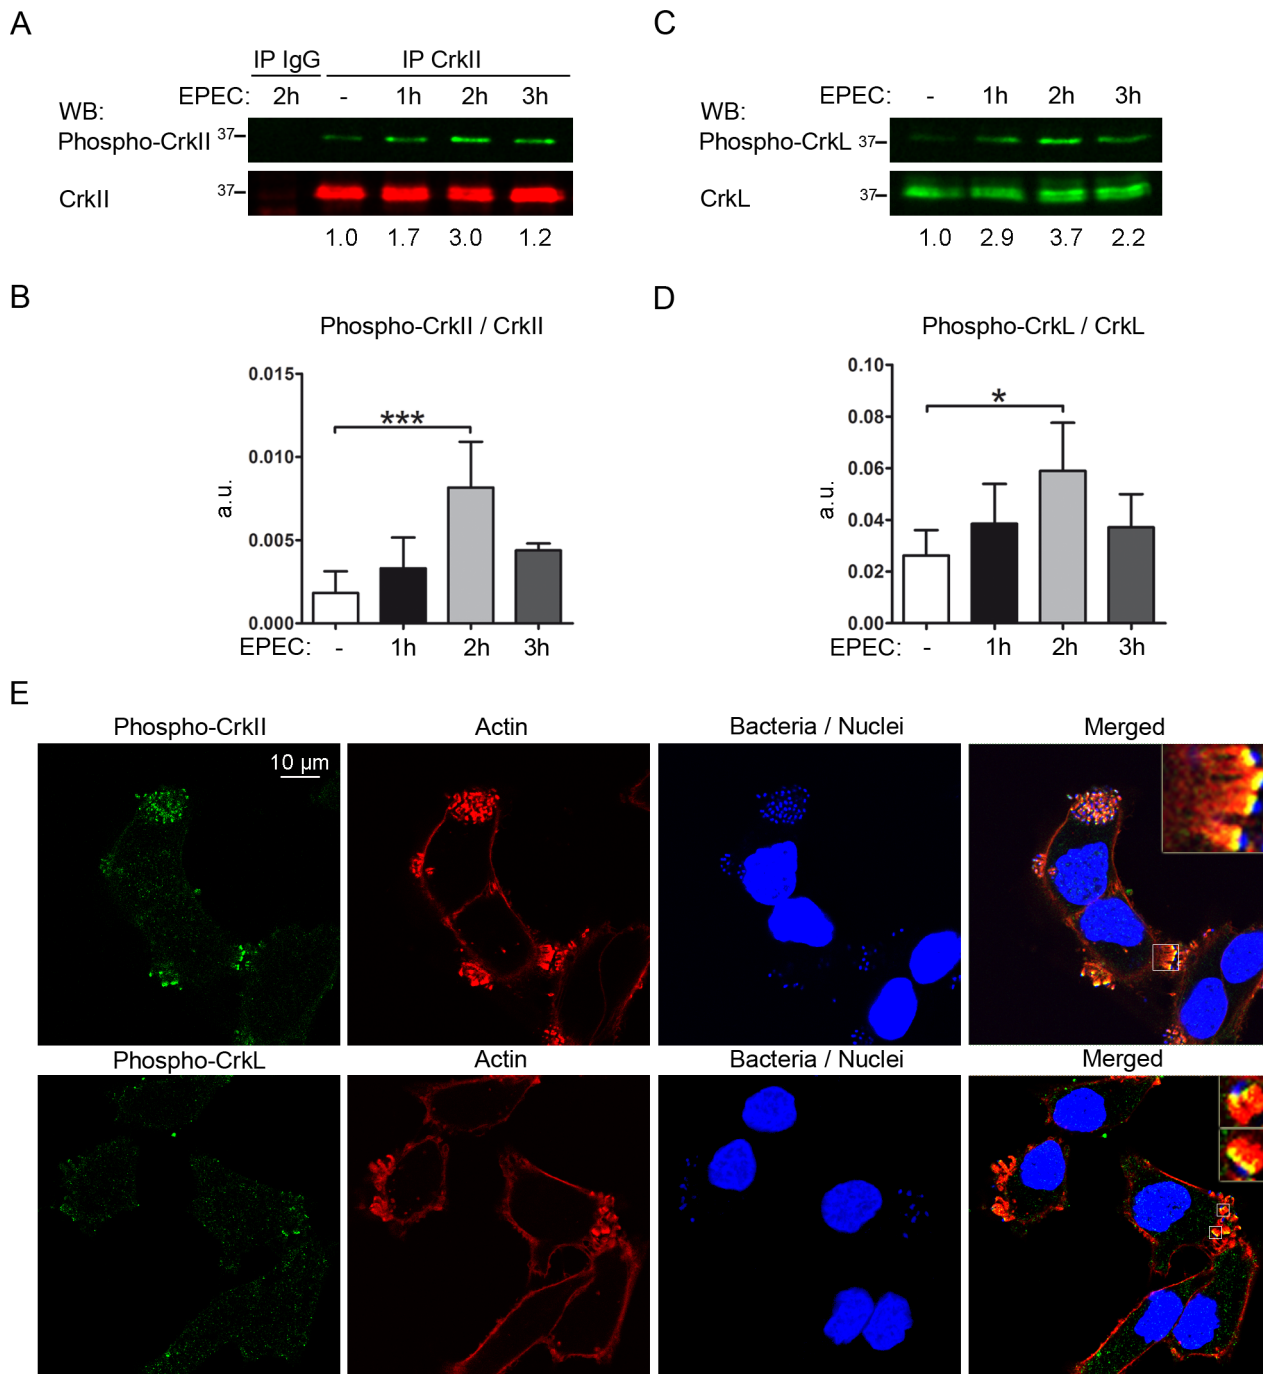 A
IP IgG IP CrkII
EPEC: 2h - 1h 2h 3h
WB:
Phospho-CrkII 37
CrkII 37
1.0 1.7 3.0 1.2
C
EPEC: - 1h 2h 3h
WB:
Phospho-CrkL 37
CrkL 37
1.0 2.9 3.7 2.2
B
Phospho-CrkII / CrkII
0.015
***
0.010
a.u.
0.005
0.000
EPEC: - 1h 2h 3h
D
Phospho-CrkL / CrkL
0.10
*
0.08
0.06
a.u.
0.04
0.02
0.00
EPEC: - 1h 2h 3h
E
Phospho-CrkII Actin Bacteria / Nuclei Merged
10 µm
Phospho-CrkL Actin Bacteria / Nuclei Merged